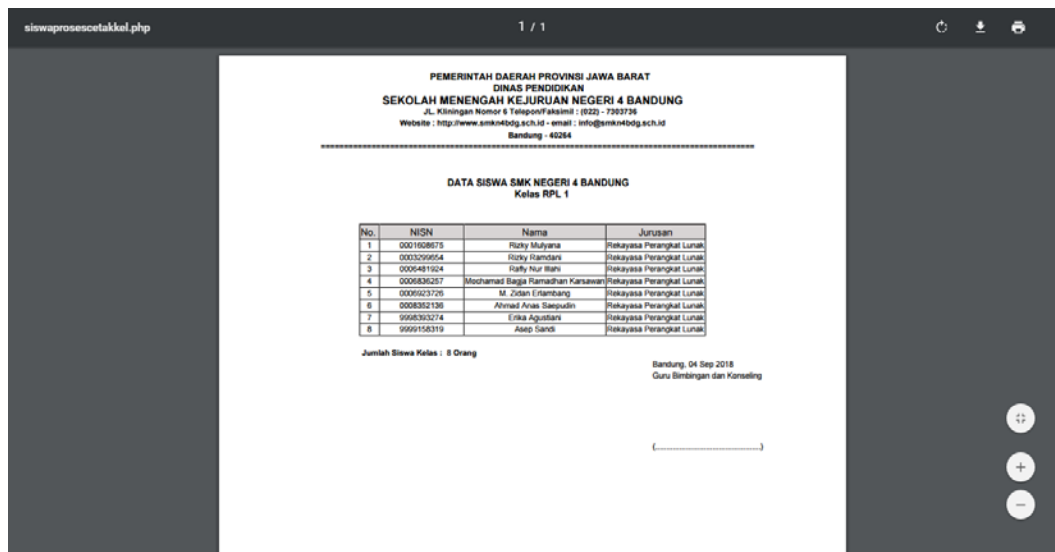 siswaprosescetakkel.php
1 / 1
PEMERINTAH DAERAH PROVINSI JAWA BARAT
DINAS PENDIDIKAN
SEKOLAH MENENGAH KEJURUAN NEGERI 4 BANDUNG
JL. Kliningan Nomor 6 Telepon/Faksimil : (022) - 7303736
Website : http://www.smkn4bdg.sch.id - email : info@smkn4bdg.sch.id
Bandung - 40264
DATA SISWA SMK NEGERI 4 BANDUNG
Kelas RPL 1
No. NISN Nama Jurusan
1 0001608675 Rizky Mulyana Rekayasa Perangkat Lunak
2 0003299654 Rizky Ramdani Rekayasa Perangkat Lunak
3 0006481924 Rafly Nur Illahi Rekayasa Perangkat Lunak
4 0006836257 Mochamad Bagja Ramadhan Karsawan Rekayasa Perangkat Lunak
5 0006923726 M. Zidan Erlambang Rekayasa Perangkat Lunak
6 0008352136 Ahmad Anas Saepudin Rekayasa Perangkat Lunak
7 9998393274 Erika Agustiani Rekayasa Perangkat Lunak
8 9999158319 Asep Sandi Rekayasa Perangkat Lunak
Jumlah Siswa Kelas : 8 Orang
Bandung, 04 Sep 2018
Guru Bimbingan dan Konseling
(..........................................)